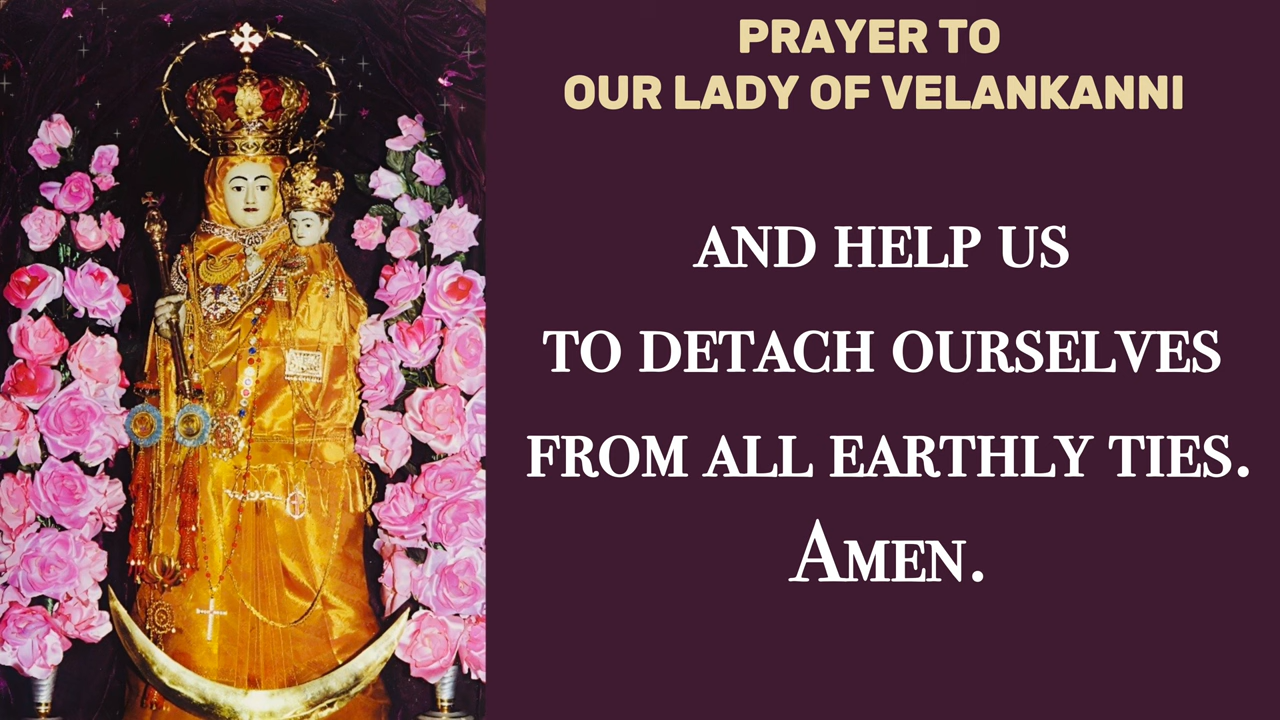 PRAYER TO
OUR LADY OF VELANKANNI
AND HELP US
TO DETACH OURSELVES
FROM ALL EARTHLY TIES.
AMEN.